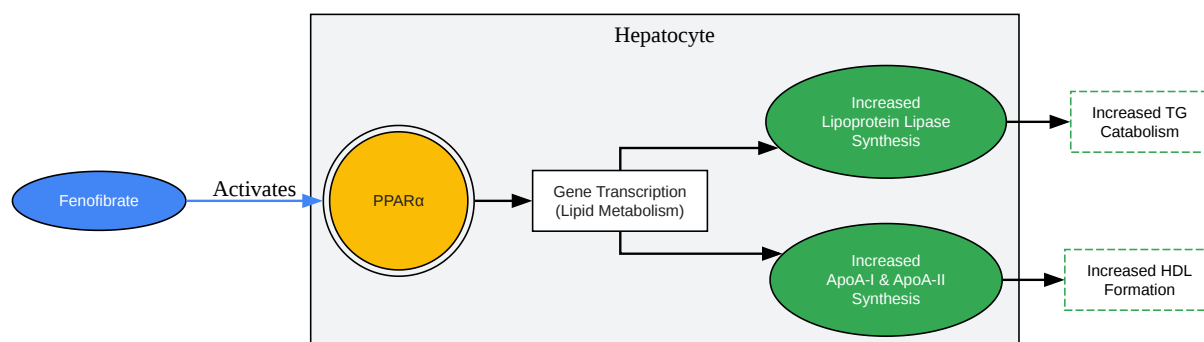 Hepatocyte
Fenofibrate
Activates
PPARα
Gene Transcription
(Lipid Metabolism)
Increased
Lipoprotein Lipase
Synthesis
Increased TG
Catabolism
Increased
ApoA-I & ApoA-II
Synthesis
Increased HDL
Formation